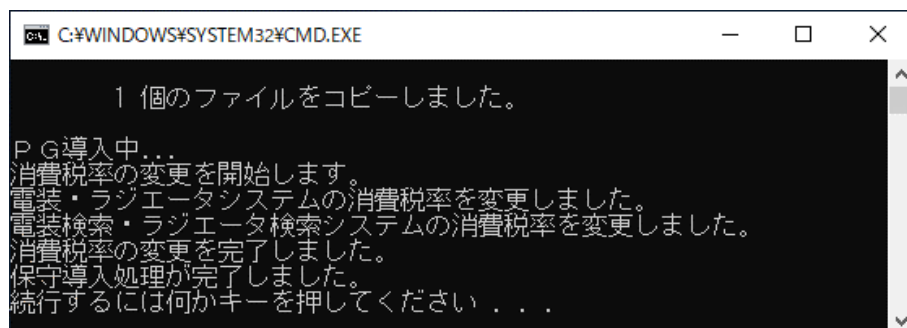 C:¥WINDOWS¥SYSTEM32¥CMD.EXE
1 個のファイルをコピーしました。
ＰＧ導入中...
消費税率の変更を開始します。
電装・ラジエータシステムの消費税率を変更しました。
電装検索・ラジエータ検索システムの消費税率を変更しました。
消費税率の変更を完了しました。
保守導入処理が完了しました。
続行するには何かキーを押してください . . .